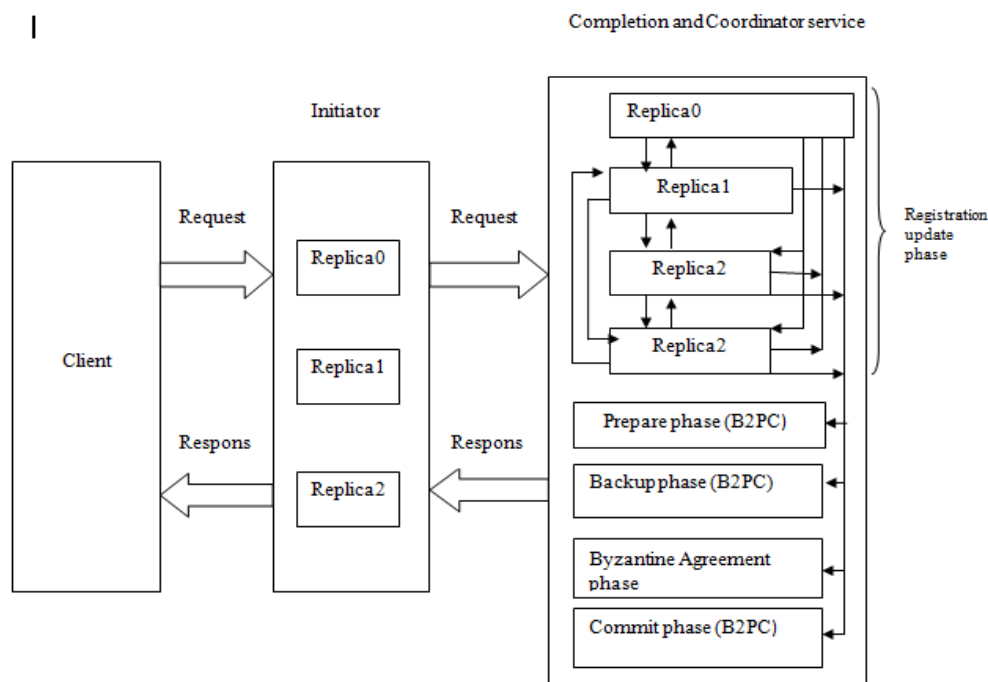 Completion and Coordinator service
Initiator
Client
Request
Respons
Replica0
Replica1
Replica2
Request
Respons
Replica0
Replica1
Replica2
Replica2
Registration
update
phase
Prepare phase (B2PC)
Backup phase (B2PC)
Byzantine Agreement
phase
Commit phase (B2PC)